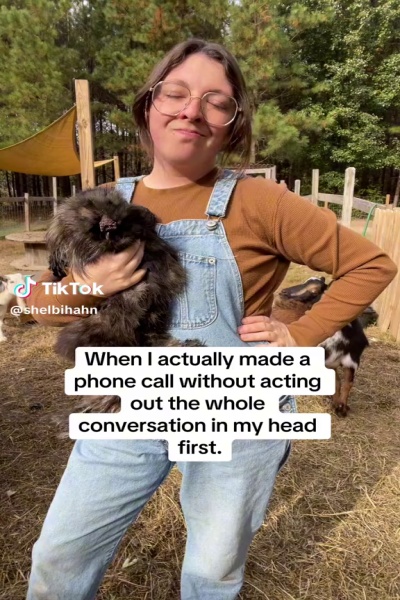 TikTok
@shelbihahn
When I actually made a
phone call without acting
out the whole
conversation in my head
first.